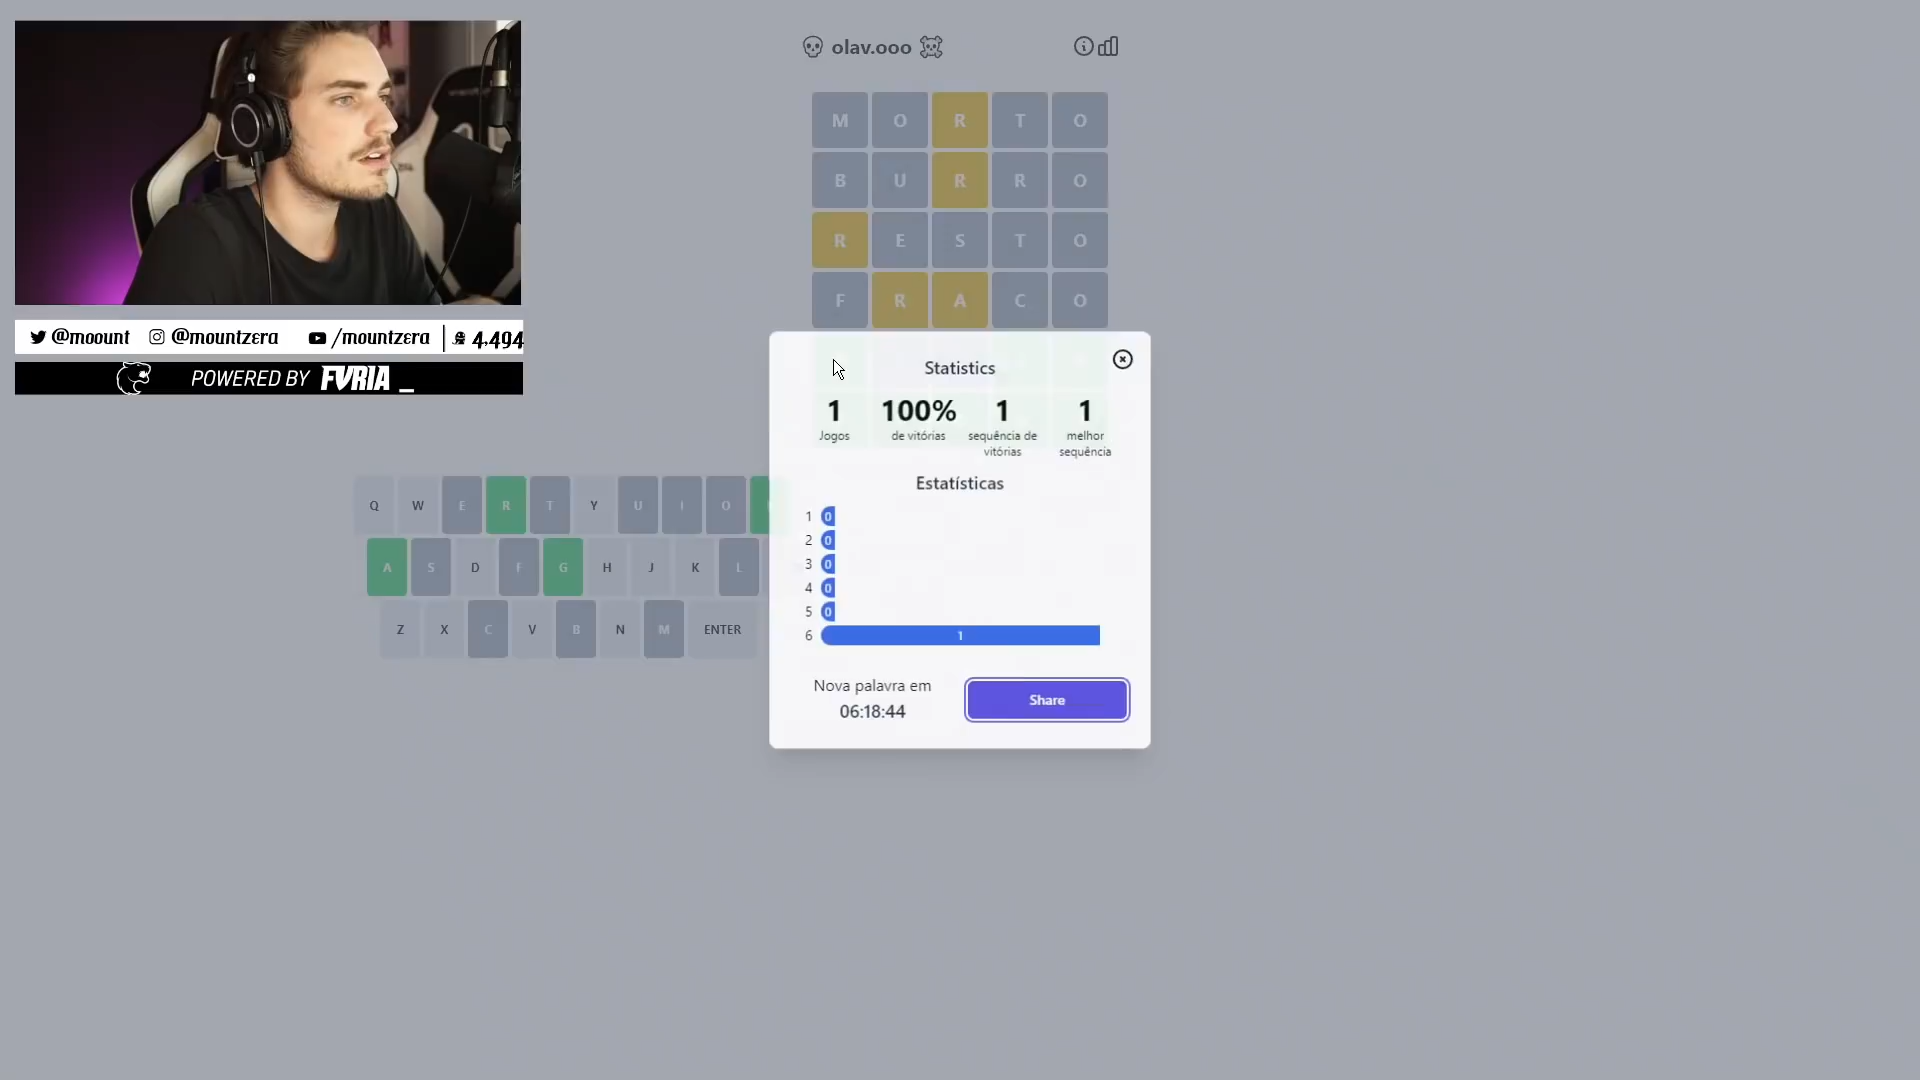 olav.ooo
M O R T O
B U R R O
R E S T O
F R A C O
@moount @mountzera /mountzera 4,494
POWERED BY FVRIA _
Statistics
1 100% 1 1
Jogos de vitórias sequência de vitórias melhor sequência
Estatísticas
1 0
2 0
3 0
4 0
5 0
6 1
Nova palavra em
06:18:44
Share
Q W E R T Y U I O
A S D F G H J K L
Z X C V B N M ENTER